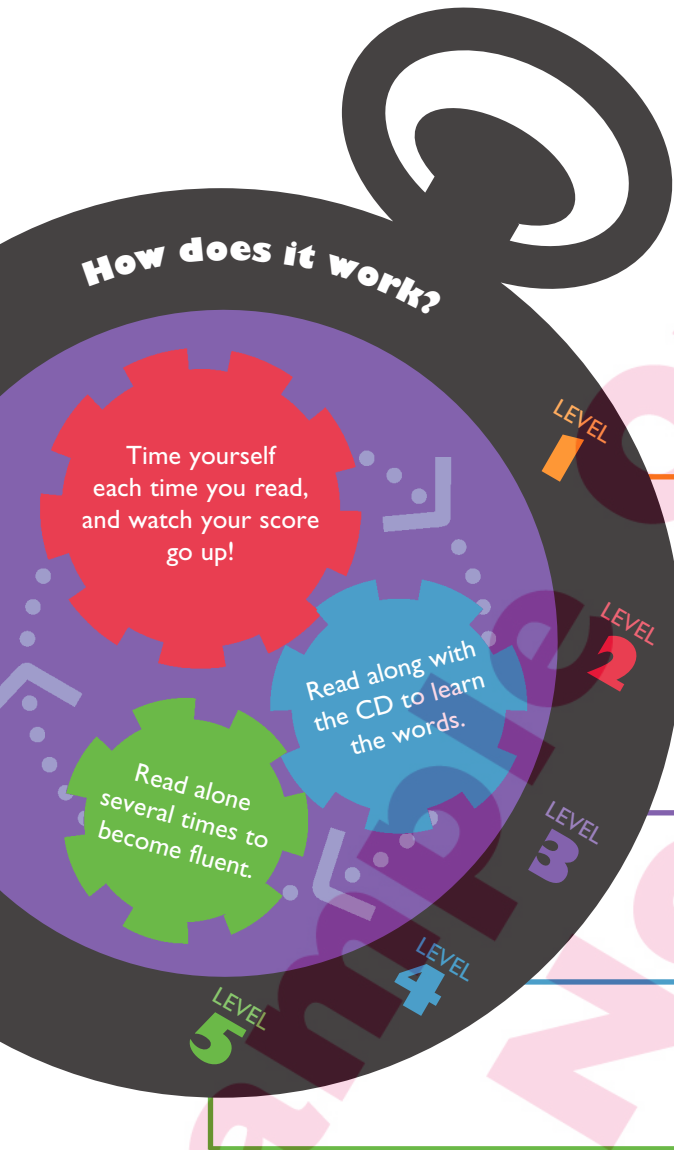 How does it work?
Time yourself
each time you read,
and watch your score
go up!
Read along with
the CD to learn
the words.
Read alone
several times to
become fluent.
LEVEL
1
LEVEL
2
LEVEL
3
LEVEL
4
LEVEL
5